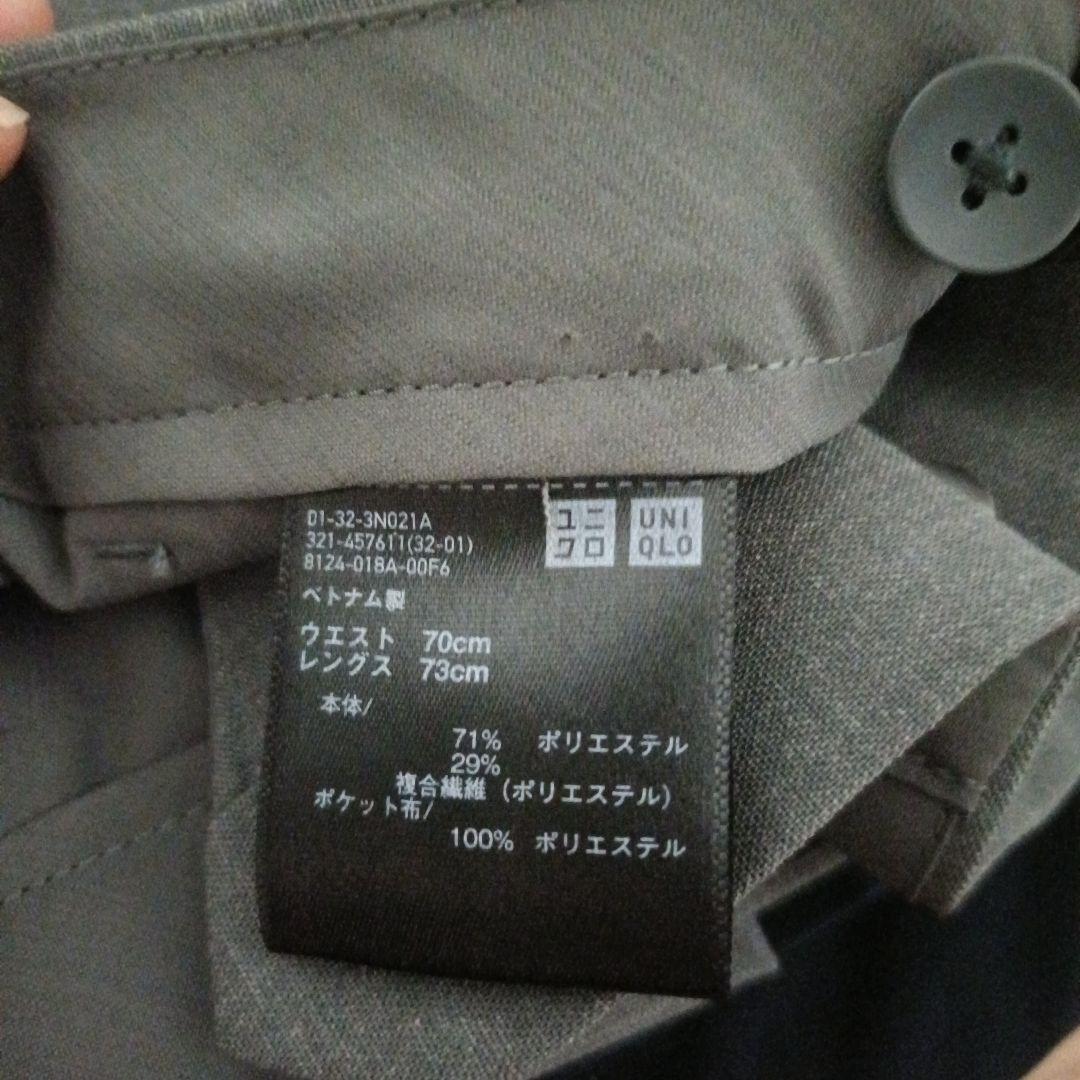 D1-32-3N021A
321-457611(32-01)
8124-018A-00F6
ユニ
クロ
UNI
QLO
ベトナム製
ウエスト 70cm
レングス 73cm
本体/
71% ポリエステル
29%
複合繊維 (ポリエステル)
ポケット布/
100% ポリエステル